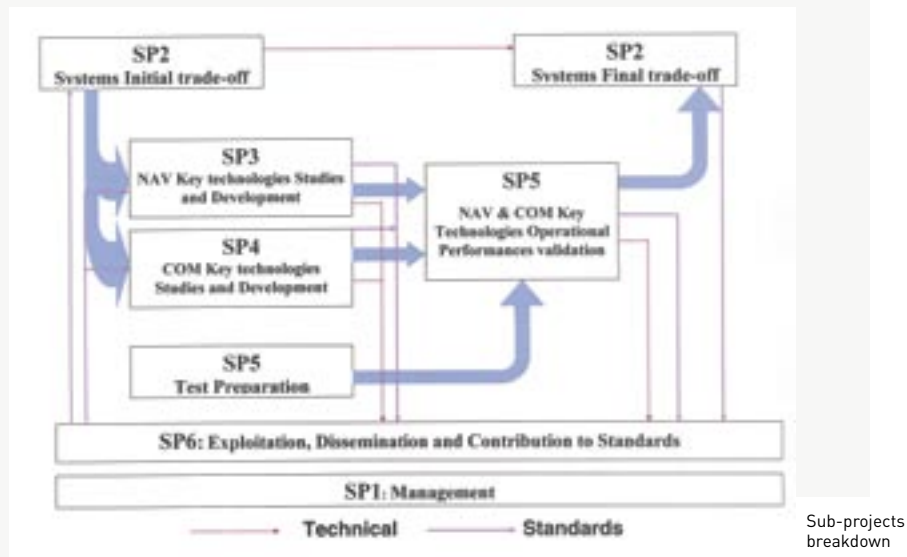 SP2
Systems Initial trade-off
SP2
Systems Final trade-off
SP3
NAV Key technologies Studies
and Development
SP5
NAV & COM Key
Technologies Operational
Performances validation
SP4
COM Key technologies
Studies and Development
SP5
Test Preparation
SP6: Exploitation, Dissemination and Contribution to Standards
SP1: Management
Technical
Standards
Sub-projects
breakdown